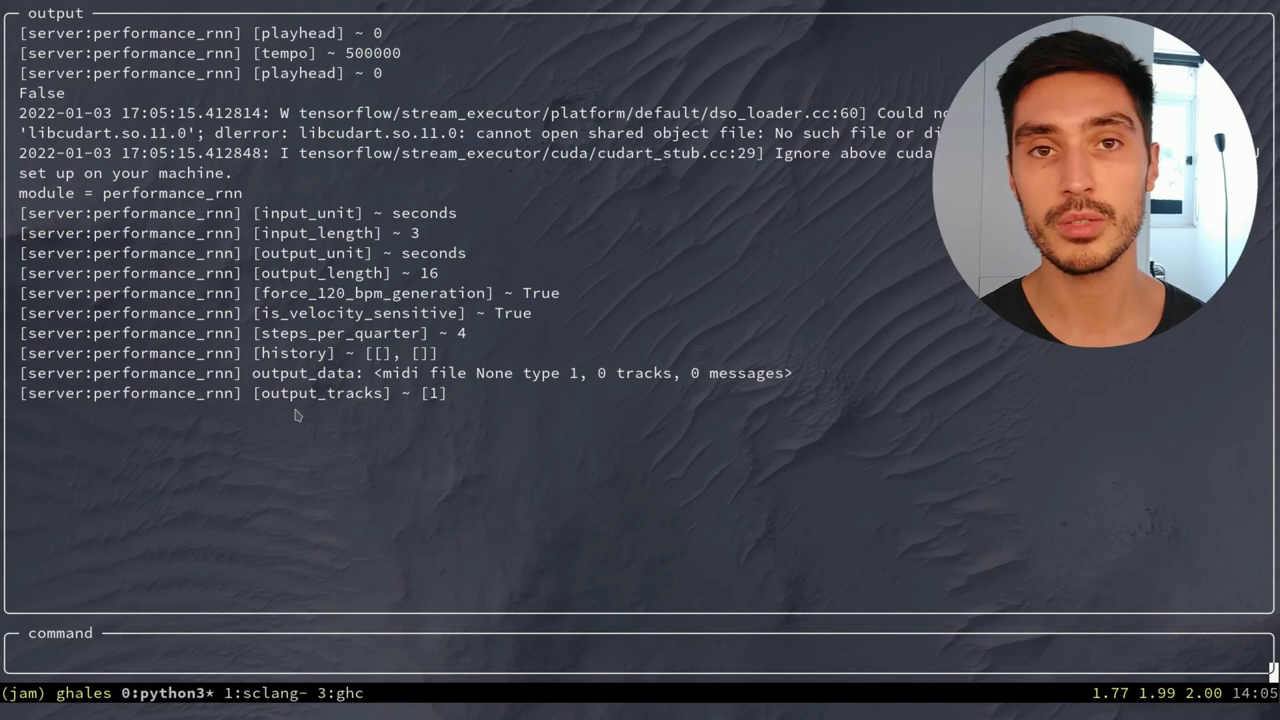 output
[server:performance_rnn] [playhead] ~ 0
[server:performance_rnn] [tempo] ~ 500000
[server:performance_rnn] [playhead] ~ 0
False
2022-01-03 17:05:15.412814: W tensorflow/stream_executor/platform/default/dso_loader.cc:60] Could
'libcudart.so.11.0'; dlerror: libcudart.so.11.0: cannot open shared object file: No such file or
2022-01-03 17:05:15.412848: I tensorflow/stream_executor/cuda/cudart_stub.cc:29] Ignore above cuda
set up on your machine.
module = performance_rnn
[server:performance_rnn] [input_unit] ~ seconds
[server:performance_rnn] [input_length] ~ 3
[server:performance_rnn] [output_unit] ~ seconds
[server:performance_rnn] [output_length] ~ 16
[server:performance_rnn] [force_120_bpm_generation] ~ True
[server:performance_rnn] [is_velocity_sensitive] ~ True
[server:performance_rnn] [steps_per_quarter] ~ 4
[server:performance_rnn] [history] ~ [[], []]
[server:performance_rnn] output_data: <midi file None type 1, 0 tracks, 0 messages>
[server:performance_rnn] [output_tracks] ~ [1]
command
(jam) ghales 0:python3* 1:sclang- 3:ghc 1.77 1.99 2.00 14:05